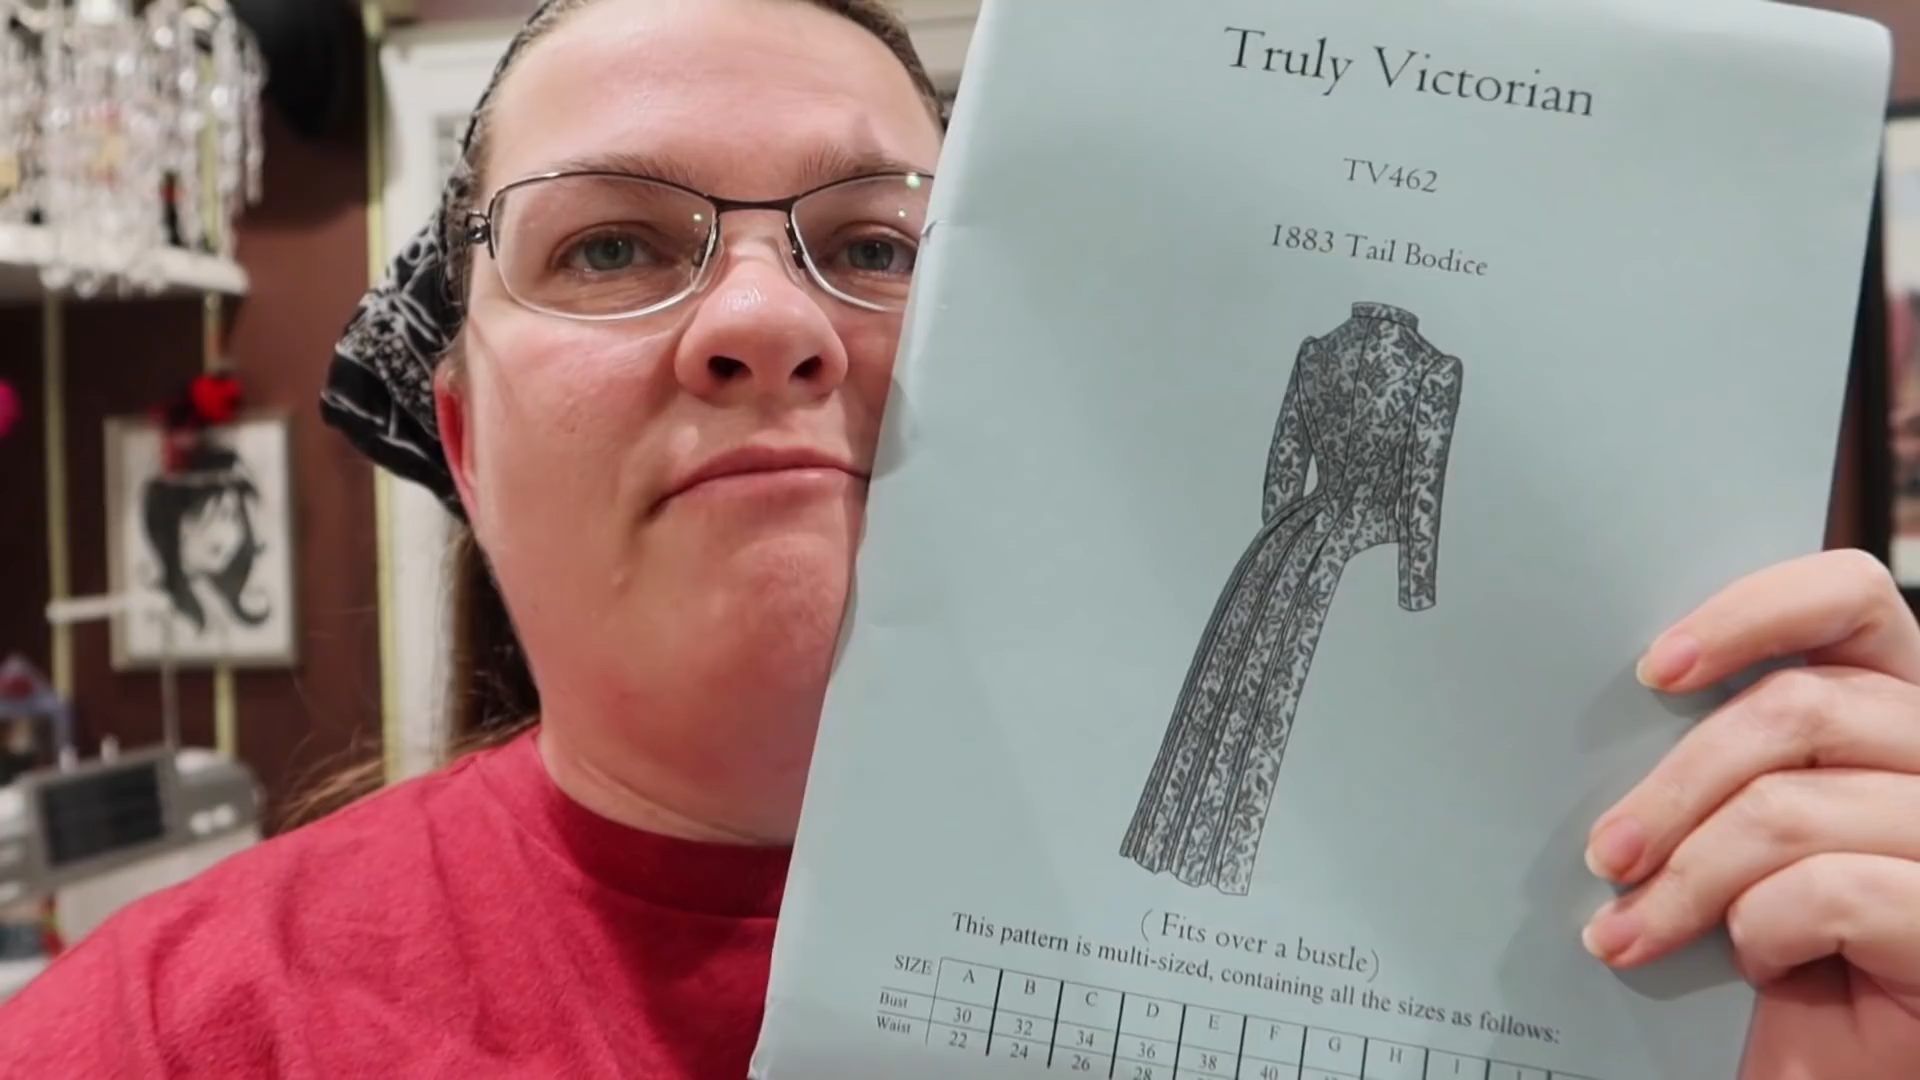 Truly Victorian
TV462
1883 Tail Bodice
( Fits over a bustle)
This pattern is multi-sized, containing all the sizes as follows:
SIZE A B C D E F G H I
Bust 30 32 34 36 38 40
Waist 22 24 26 28